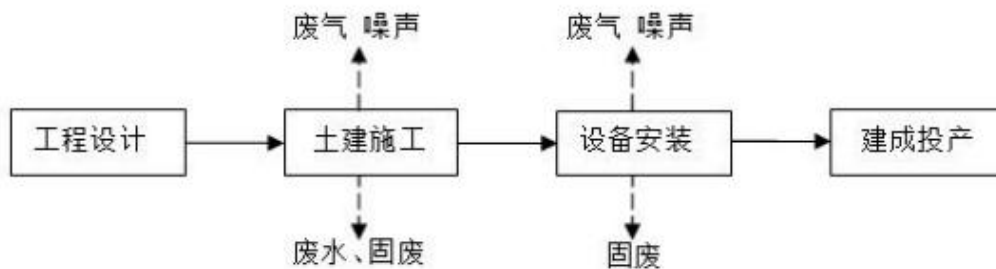 废气 噪声
废气 噪声
工程设计
土建施工
设备安装
建成投产
废水、固废
固废